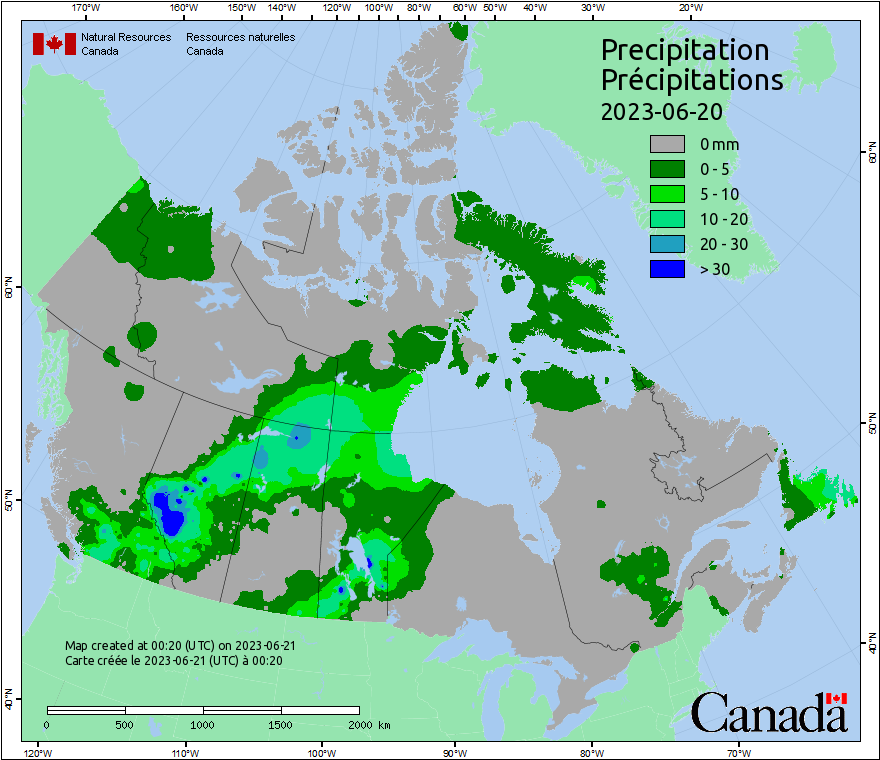 170°W 160°W 150°W 140°W 130°W 120°W 110°W 100°W 90°W 80°W 70°W 60°W 50°W 40°W 30°W 20°W
Natural Resources Canada
Ressources naturelles Canada
Precipitation
Précipitations
2023-06-20
0 mm
0 - 5
5 - 10
10 - 20
20 - 30
> 30
60°N
60°N
50°N
50°N
40°N
40°N
Map created at 00:20 (UTC) on 2023-06-21
Carte créée le 2023-06-21 (UTC) à 00:20
0 500 1000 1500 2000 km
Canada
120°W 110°W 100°W 90°W 80°W 70°W